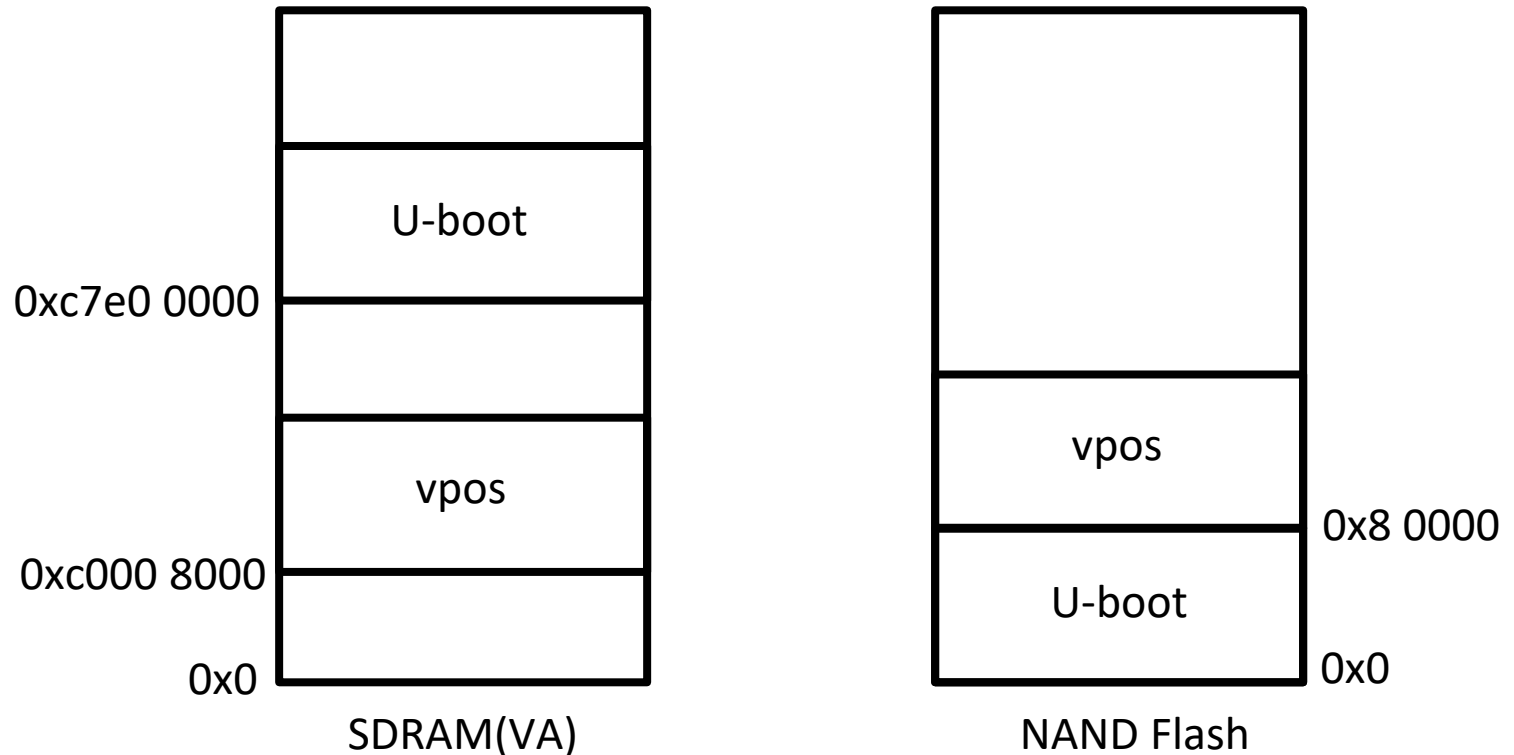 U-boot
0xc7e0 0000
vpos
0xc000 8000
0x0
SDRAM(VA)
vpos
0x8 0000
U-boot
0x0
NAND Flash